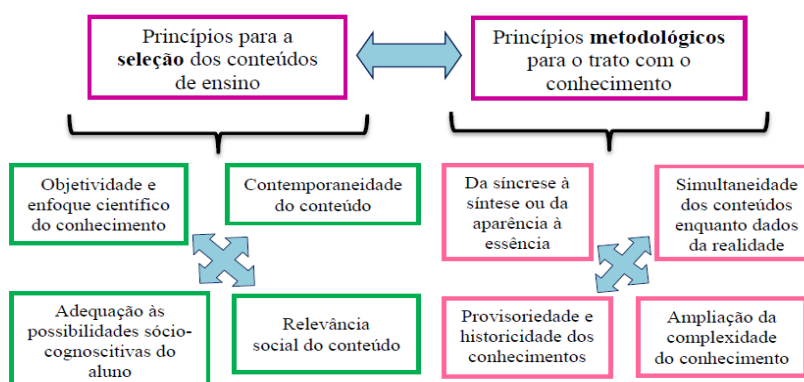 Princípios para a
seleção dos conteúdos
de ensino
Princípios metodológicos
para o trato com o
conhecimento
Objetividade e
enfoque científico
do conhecimento
Contemporaneidade
do conteúdo
Adequação às
possibilidades sócio-
cognoscitivas do
aluno
Relevância
social do conteúdo
Da síncrese à
síntese ou da
aparência à
essência
Simultaneidade
dos conteúdos
enquanto dados
da realidade
Provisoriedade e
historicidade dos
conhecimentos
Ampliação da
complexidade
do conhecimento